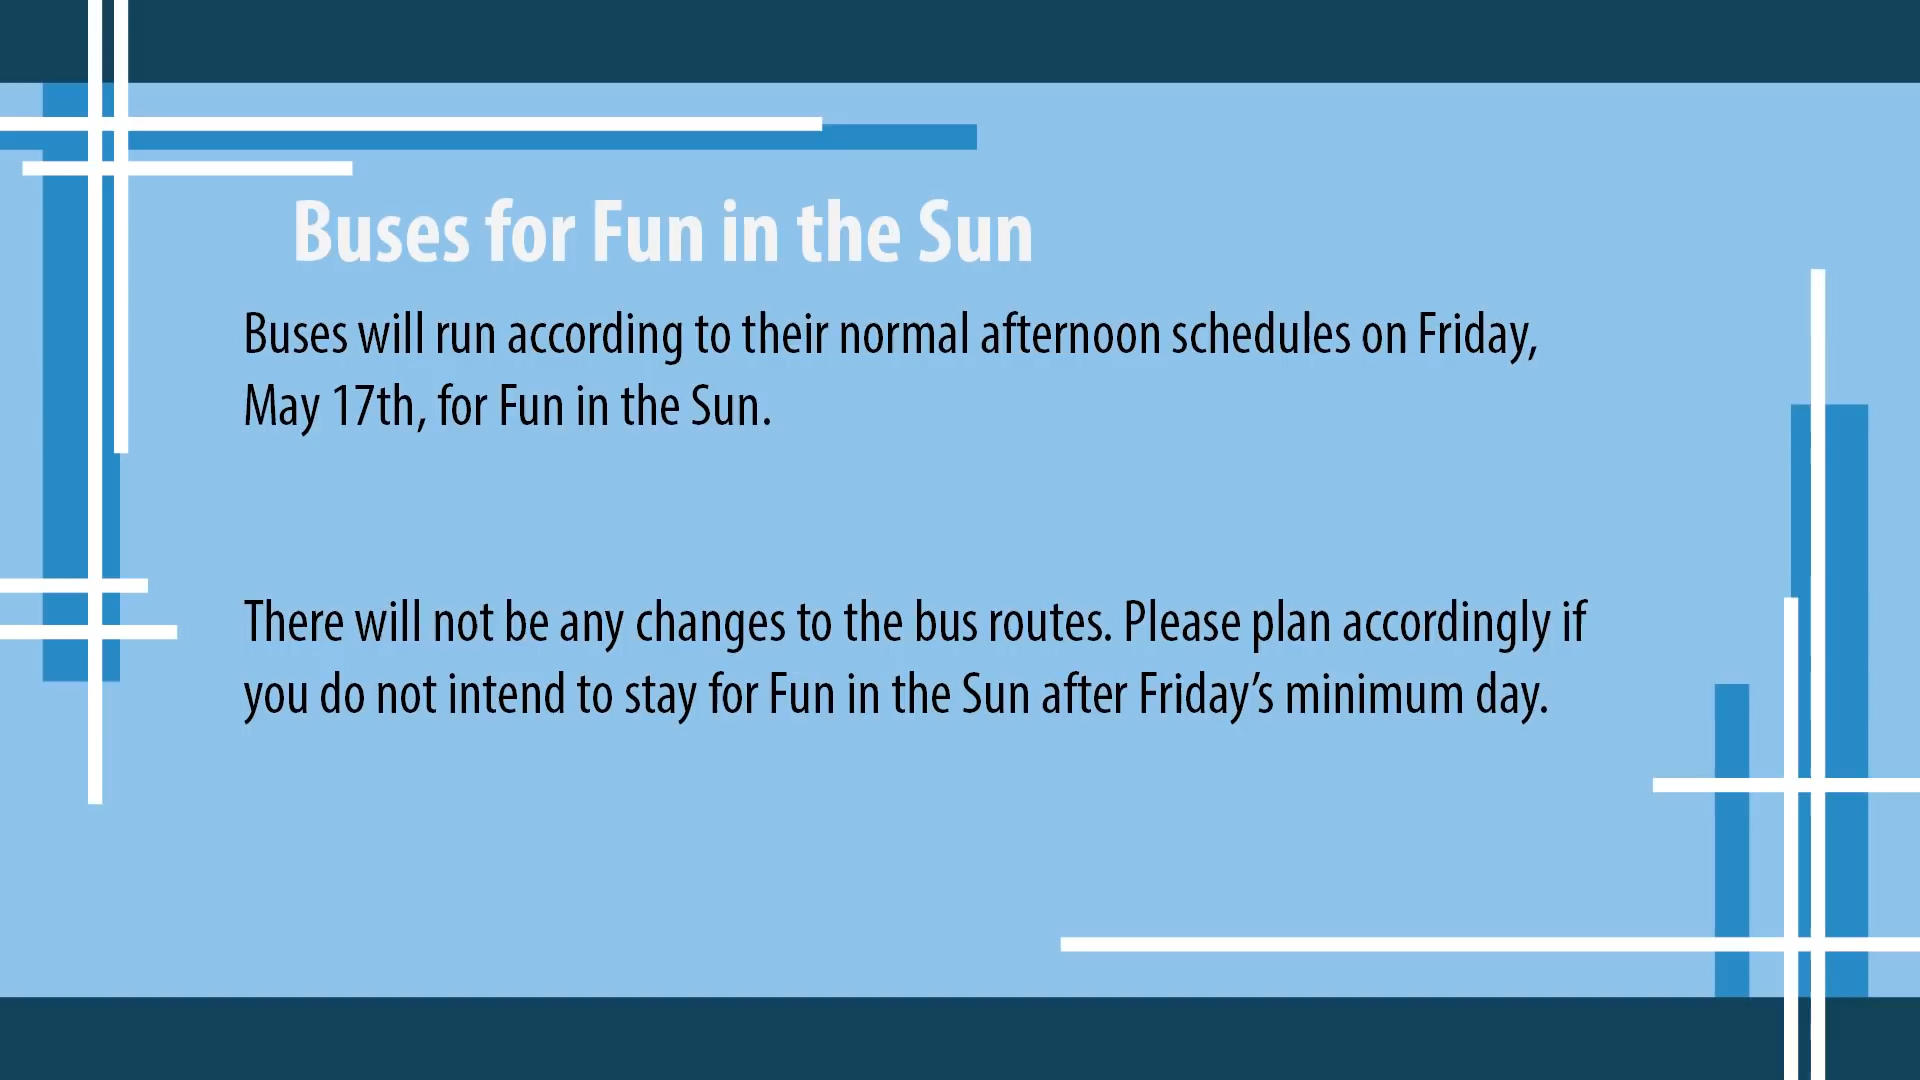 Buses for Fun in the Sun
Buses will run according to their normal afternoon schedules on Friday,
May 17th, for Fun in the Sun.
There will not be any changes to the bus routes. Please plan accordingly if
you do not intend to stay for Fun in the Sun after Friday’s minimum day.